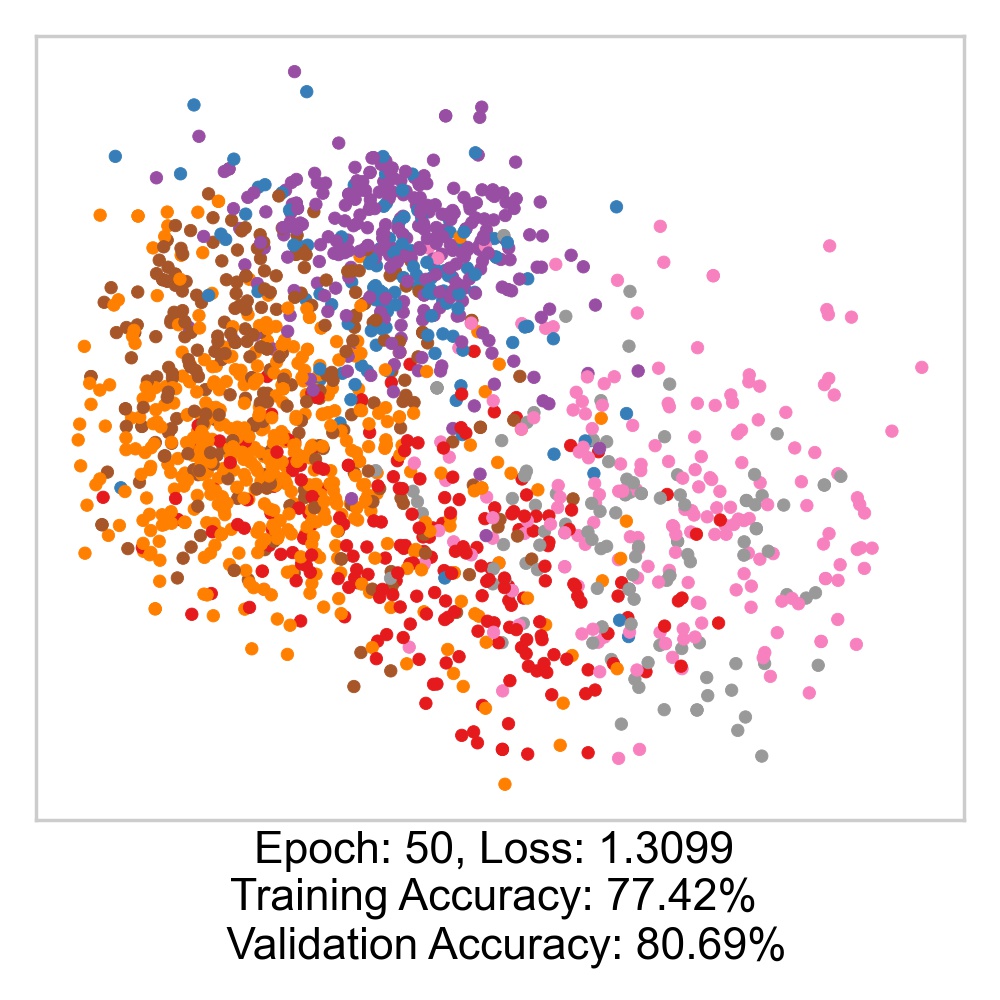 Epoch: 50, Loss: 1.3099
Training Accuracy: 77.42%
Validation Accuracy: 80.69%